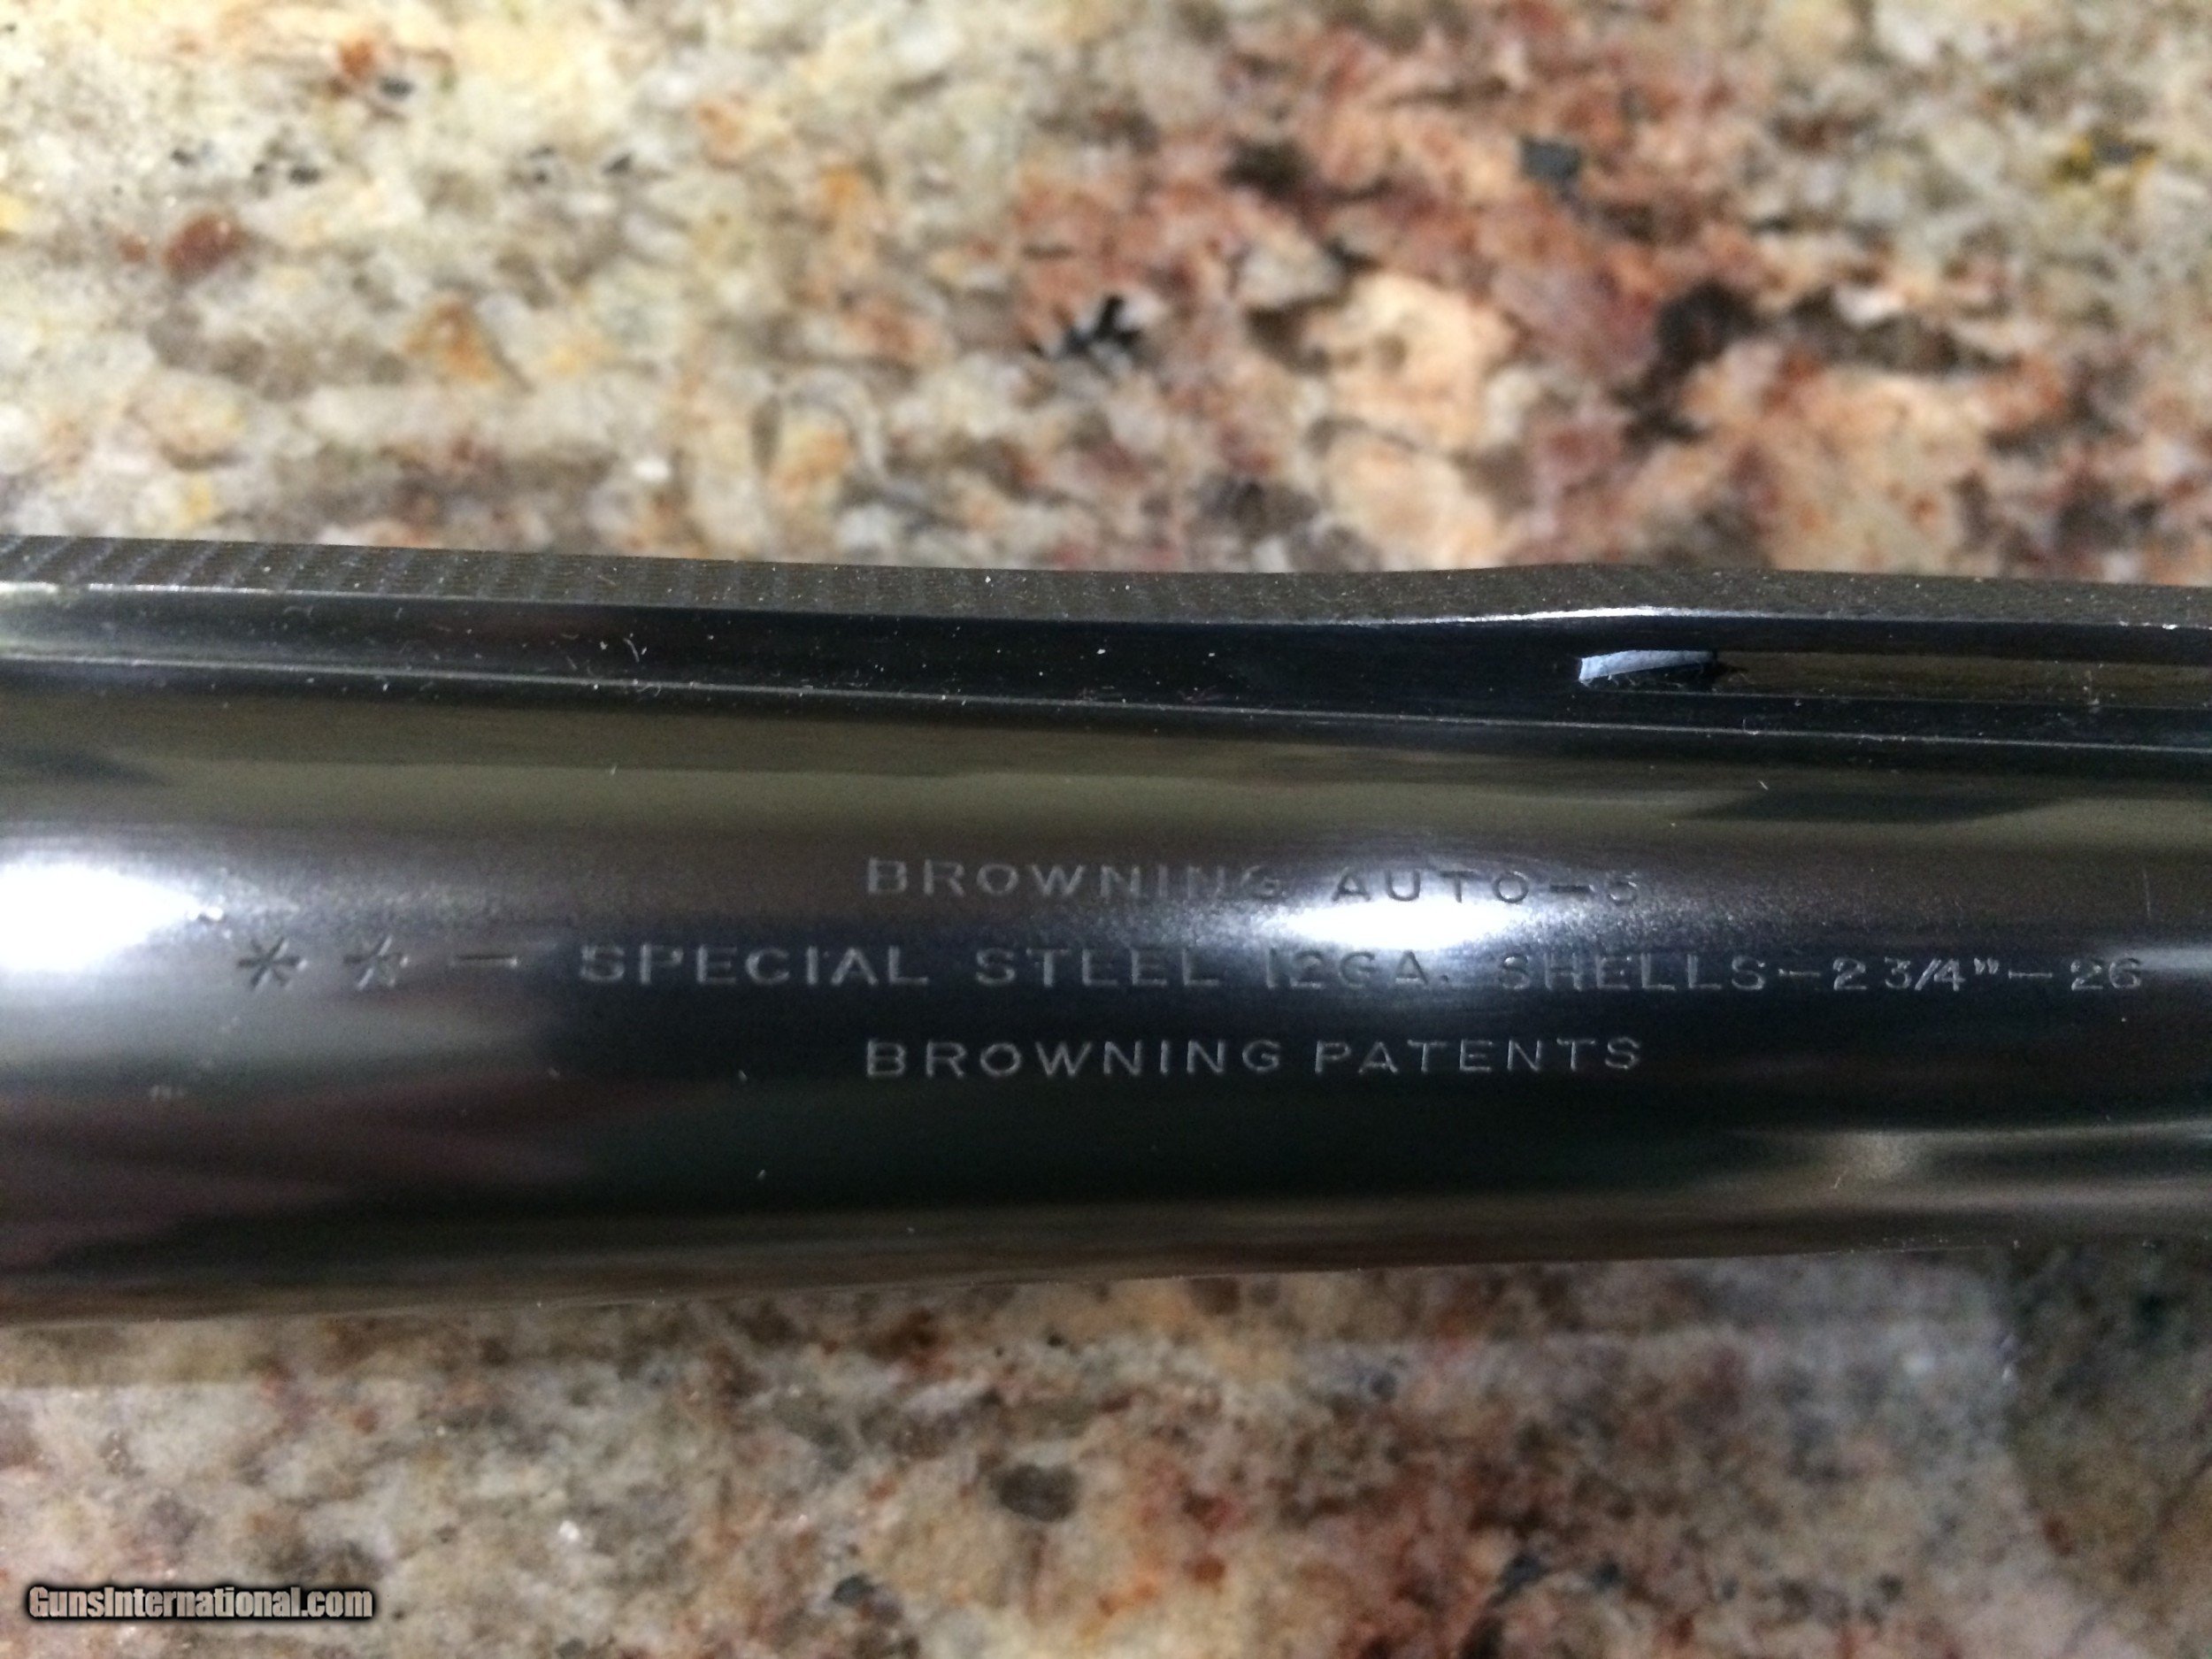 BROWNING AUTO-5
**- SPECIAL STEEL 12GA. SHELLS-2 3/4"-26
BROWNING PATENTS
GunsInternational.com